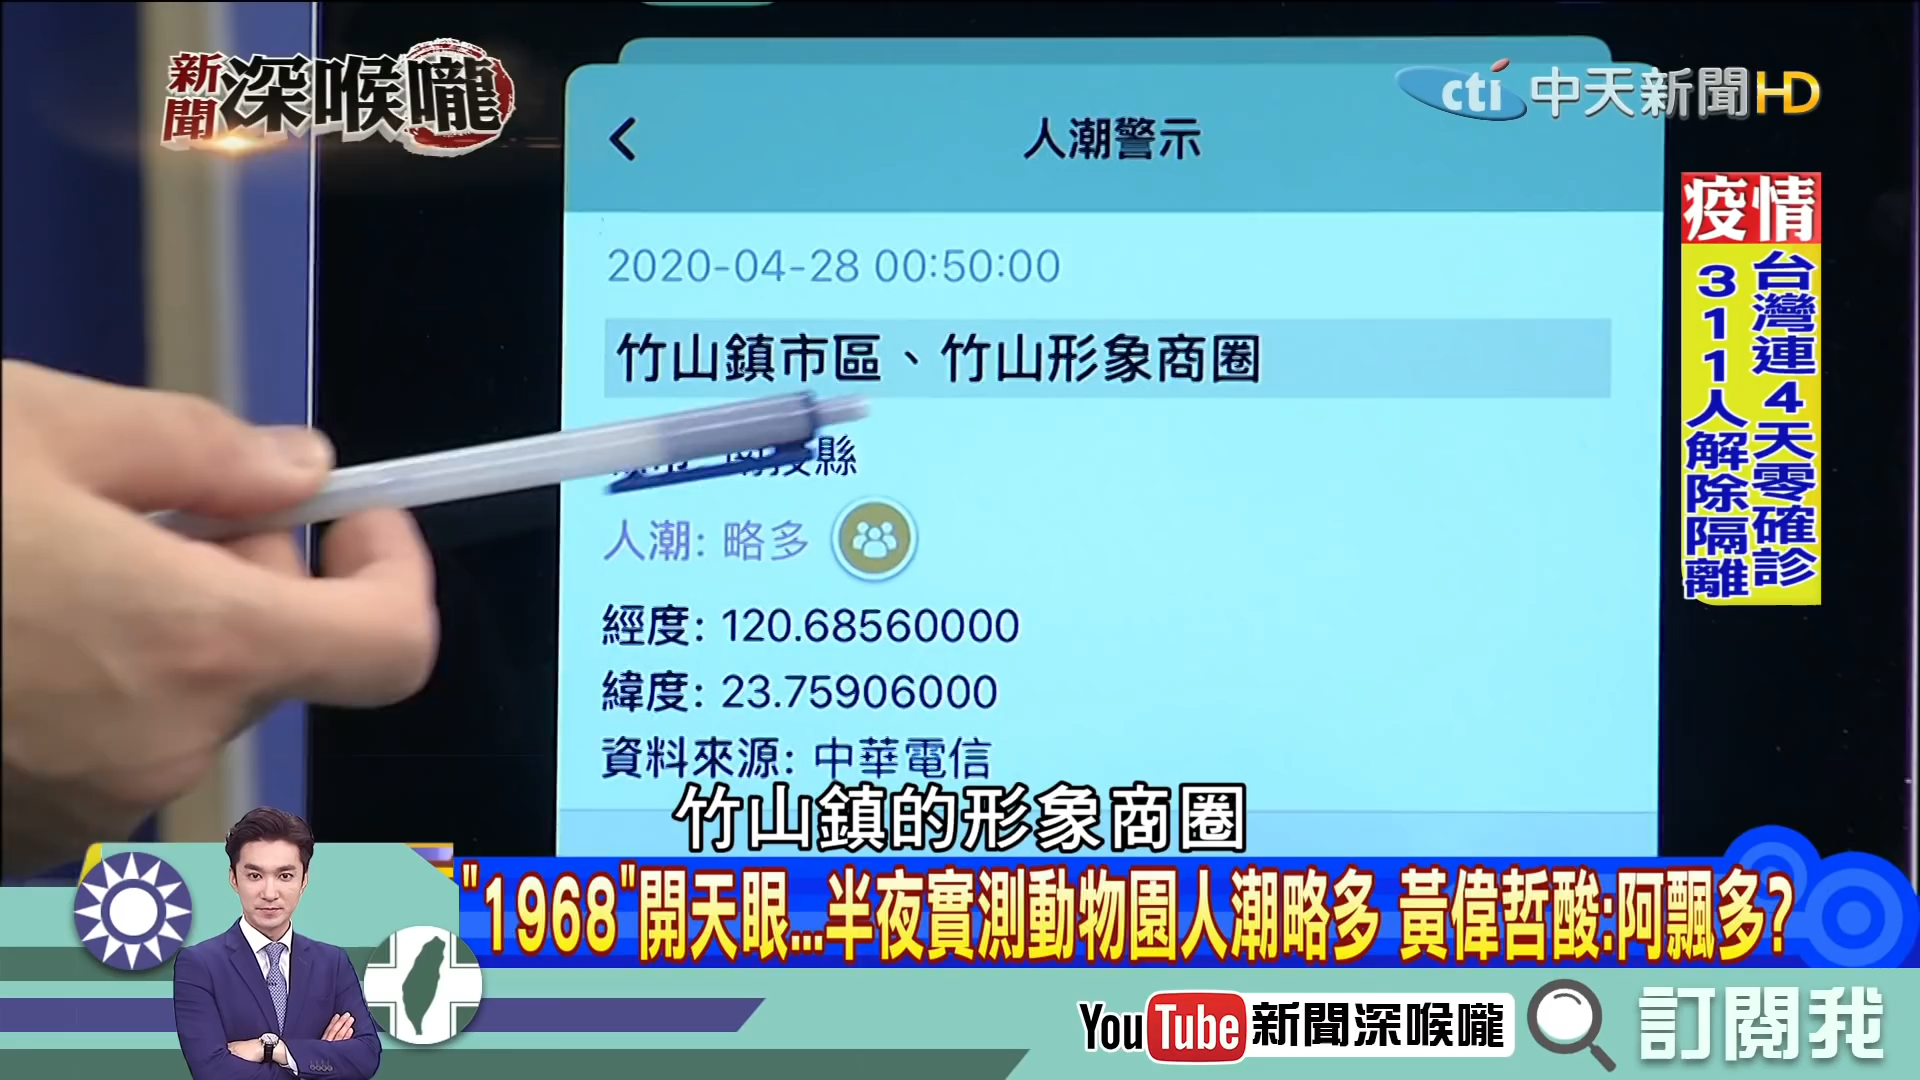 新聞深喉嚨
cti 中天新聞HD
人潮警示
2020-04-28 00:50:00
竹山鎮市區、竹山形象商圈
縣
人潮: 略多
經度: 120.68560000
緯度: 23.75906000
資料來源: 中華電信
疫情
台灣連4天零確診
311人解除隔離
竹山鎮的形象商圈
"1968"開天眼...半夜實測動物園人潮略多 黃偉哲酸:阿飄多?
YouTube 新聞深喉嚨
訂閱我